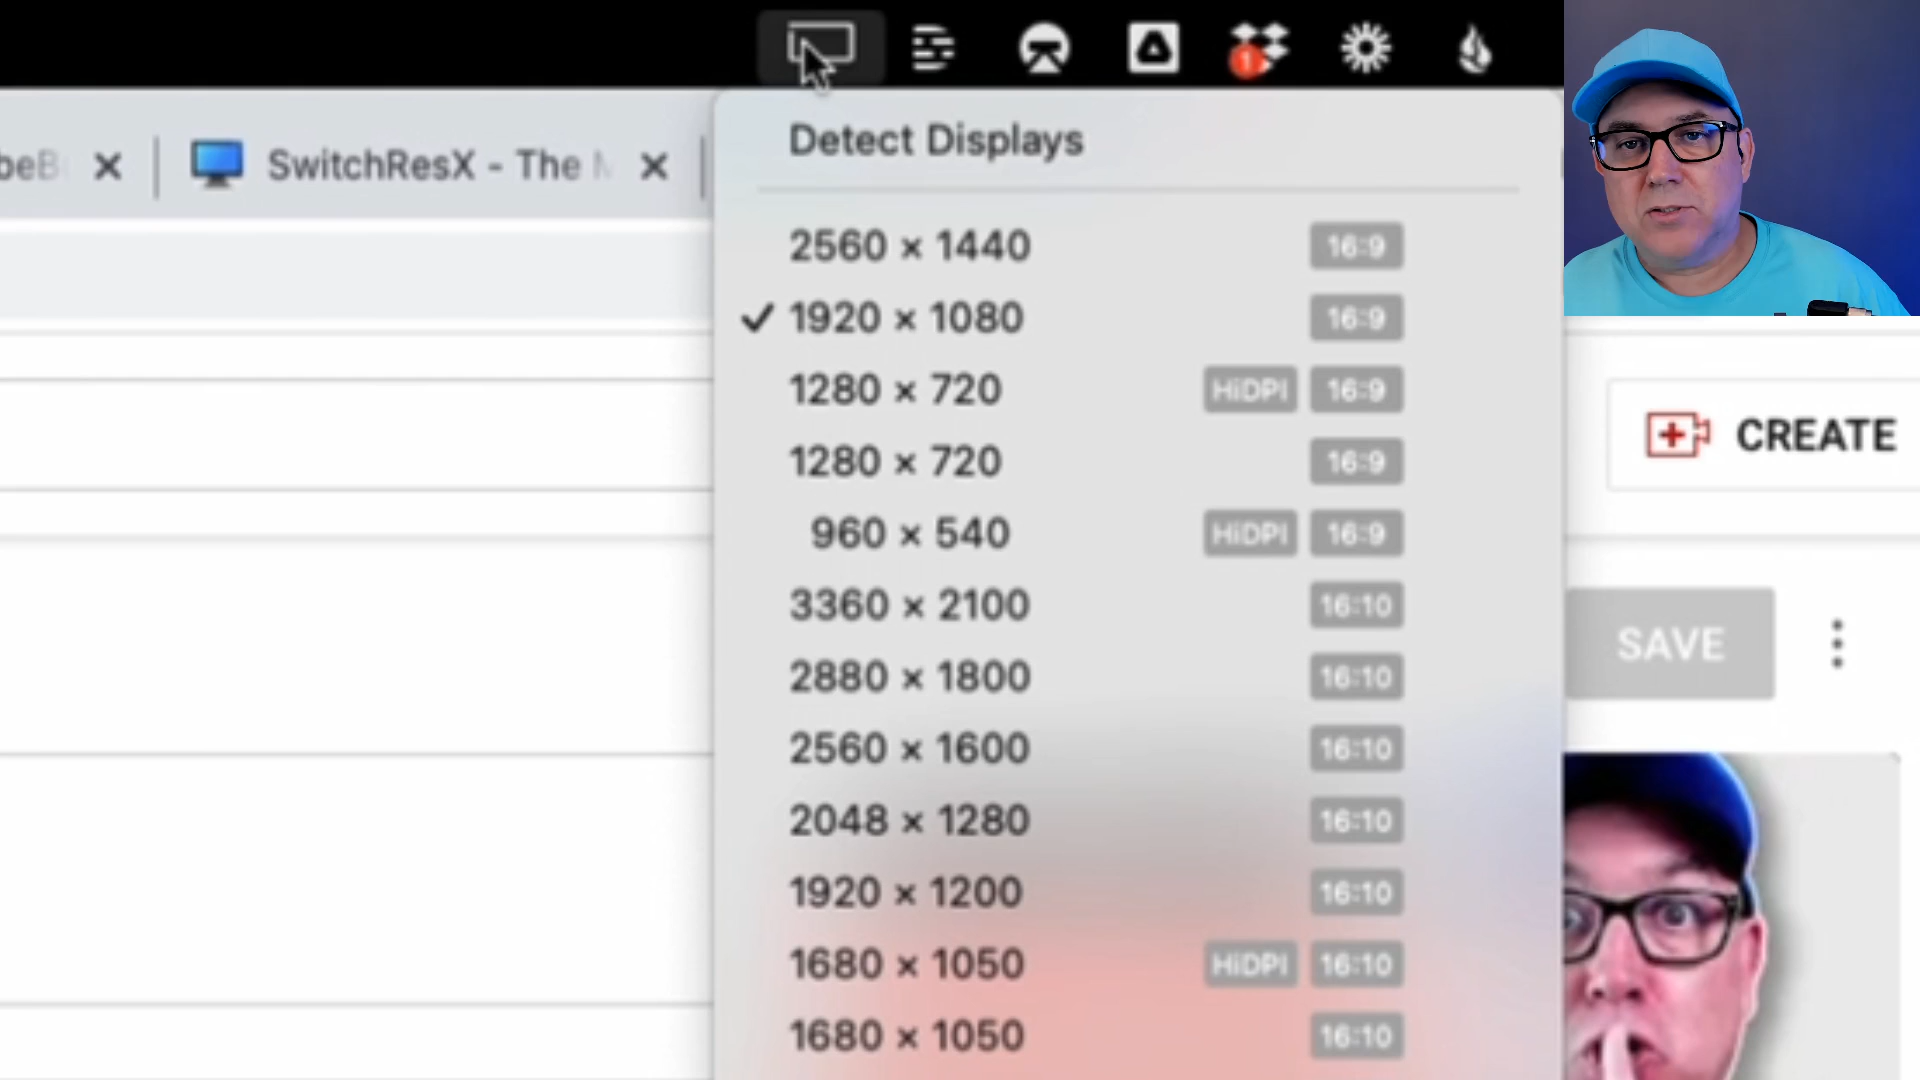 1
SwitchResX - The
Detect Displays
2560 × 1440 16:9
1920 × 1080 16:9
1280 × 720 HiDPI 16:9
1280 × 720 16:9
960 × 540 HiDPI 16:9
3360 × 2100 16:10
2880 × 1800 16:10
2560 × 1600 16:10
2048 × 1280 16:10
1920 × 1200 16:10
1680 × 1050 HiDPI 16:10
1680 × 1050 16:10
CREATE
SAVE